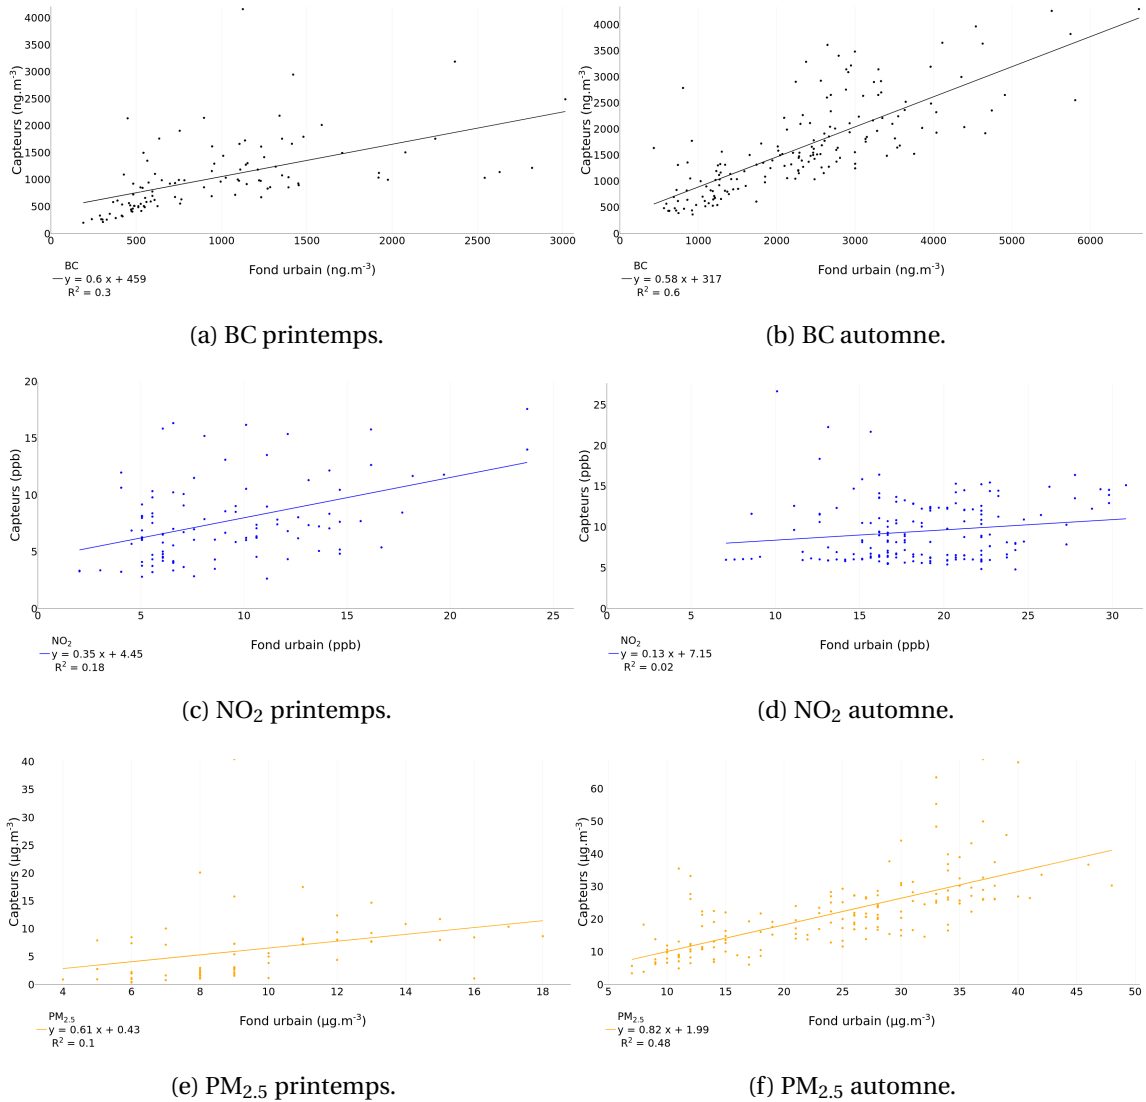 4000
3500
3000
2500
2000
1500
1000
500
0
Capteurs (ng.m⁻³)
0 500 1000 1500 2000 2500 3000
Fond urbain (ng.m⁻³)
BC
y = 0.6 x + 459
R² = 0.3
(a) BC printemps.
4000
3500
3000
2500
2000
1500
1000
500
0
Capteurs (ng.m⁻³)
0 1000 2000 3000 4000 5000 6000
Fond urbain (ng.m⁻³)
BC
y = 0.58 x + 317
R² = 0.6
(b) BC automne.
20
15
10
5
0
Capteurs (ppb)
0 5 10 15 20 25
Fond urbain (ppb)
NO₂
y = 0.35 x + 4.45
R² = 0.18
(c) NO₂ printemps.
25
20
15
10
5
0
Capteurs (ppb)
0 5 10 15 20 25 30
Fond urbain (ppb)
NO₂
y = 0.13 x + 7.15
R² = 0.02
(d) NO₂ automne.
40
35
30
25
20
15
10
5
0
Capteurs (µg.m⁻³)
4 6 8 10 12 14 16 18
Fond urbain (µg.m⁻³)
PM₂.₅
y = 0.61 x + 0.43
R² = 0.1
(e) PM₂.₅ printemps.
60
50
40
30
20
10
0
Capteurs (µg.m⁻³)
5 10 15 20 25 30 35 40 45 50
Fond urbain (µg.m⁻³)
PM₂.₅
y = 0.82 x + 1.99
R² = 0.48
(f) PM₂.₅ automne.